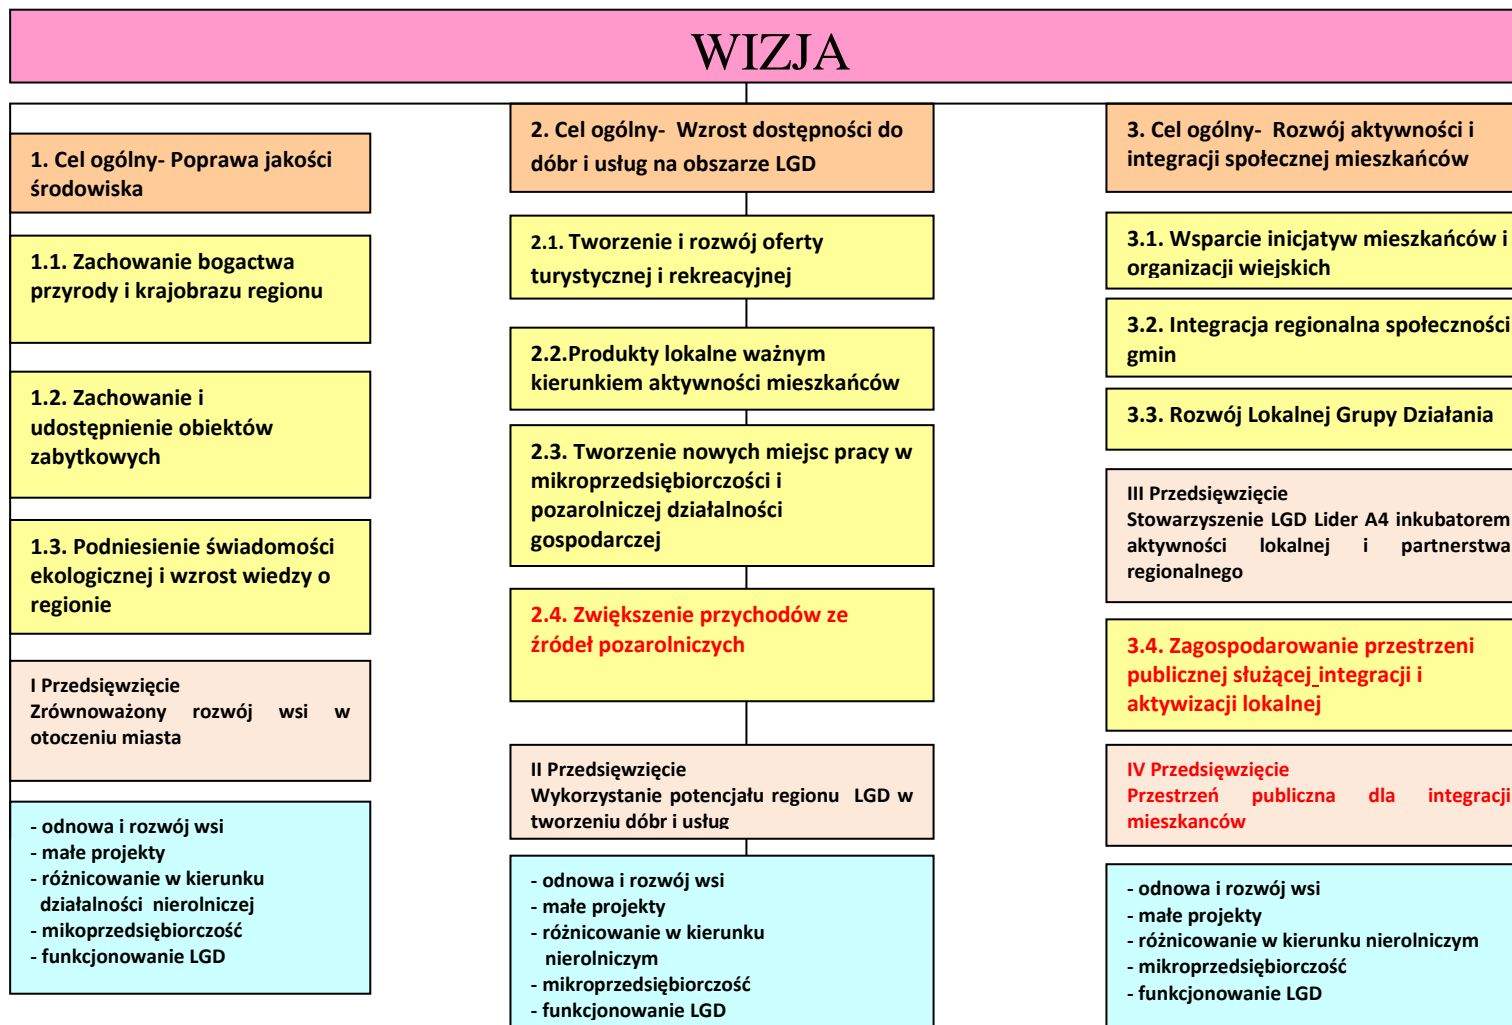 WIZJA
1. Cel ogólny- Poprawa jakości
środowiska
1.1. Zachowanie bogactwa
przyrody i krajobrazu regionu
1.2. Zachowanie i
udostępnienie obiektów
zabytkowych
1.3. Podniesienie świadomości
ekologicznej i wzrost wiedzy o
regionie
I Przedsięwzięcie
Zrównoważony rozwój wsi w
otoczeniu miasta
- odnowa i rozwój wsi
- małe projekty
- różnicowanie w kierunku
działalności nierolniczej
- mikoprzedsiębiorczość
- funkcjonowanie LGD
2. Cel ogólny- Wzrost dostępności do
dóbr i usług na obszarze LGD
2.1. Tworzenie i rozwój oferty
turystycznej i rekreacyjnej
2.2.Produkty lokalne ważnym
kierunkiem aktywności mieszkańców
2.3. Tworzenie nowych miejsc pracy w
mikroprzedsiębiorczości i
pozarolniczej działalności
gospodarczej
2.4. Zwiększenie przychodów ze
źródeł pozarolniczych
II Przedsięwzięcie
Wykorzystanie potencjału regionu LGD w
tworzeniu dóbr i usług
- odnowa i rozwój wsi
- małe projekty
- różnicowanie w kierunku
nierolniczym
- mikroprzedsiębiorczość
- funkcjonowanie LGD
3. Cel ogólny- Rozwój aktywności i
integracji społecznej mieszkańców
3.1. Wsparcie inicjatyw mieszkańców i
organizacji wiejskich
3.2. Integracja regionalna społeczności
gmin
3.3. Rozwój Lokalnej Grupy Działania
III Przedsięwzięcie
Stowarzyszenie LGD Lider A4 inkubatorem
aktywności lokalnej i partnerstwa
regionalnego
3.4. Zagospodarowanie przestrzeni
publicznej służącej integracji i
aktywizacji lokalnej
IV Przedsięwzięcie
Przestrzeń publiczna dla integracji
mieszkanców
- odnowa i rozwój wsi
- małe projekty
- różnicowanie w kierunku nierolniczym
- mikroprzedsiębiorczość
- funkcjonowanie LGD